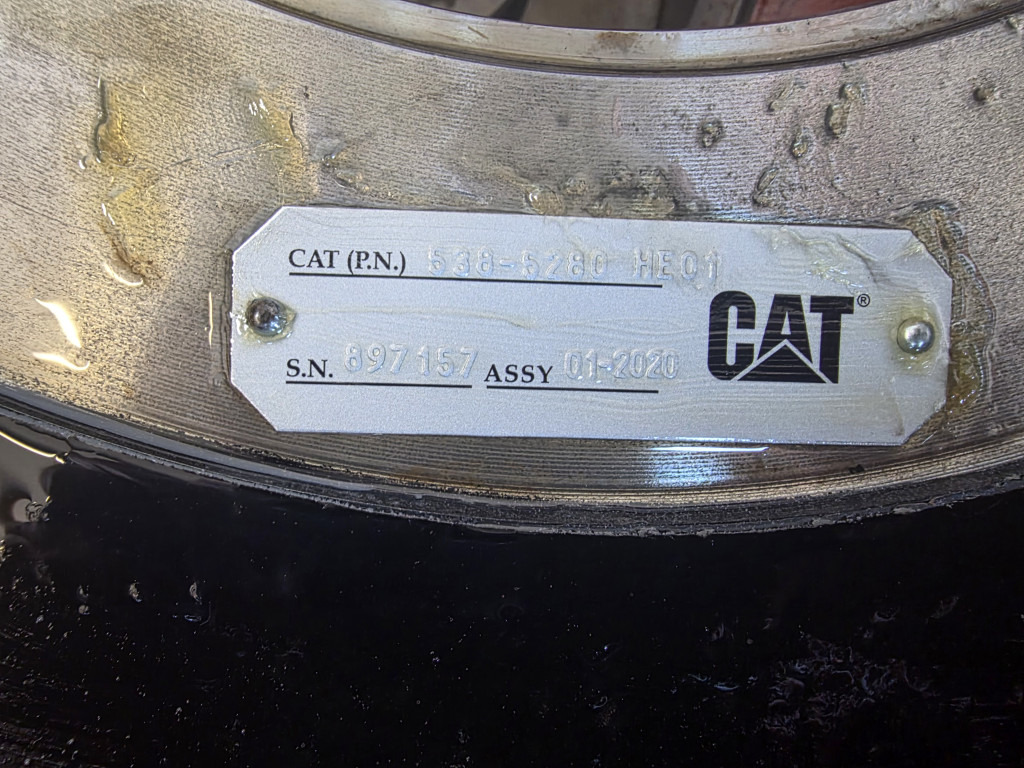 CAT (P.N.) 538-5280 HE01
CAT®
S.N. 897157 ASSY 01-2020